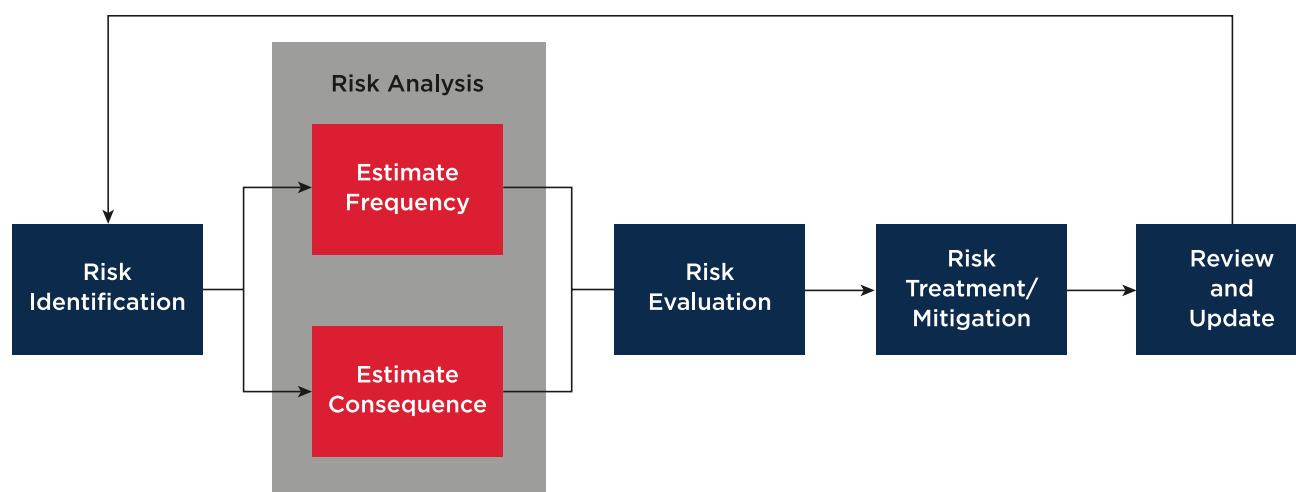 Risk Analysis
Estimate
Frequency
Risk
Identification
Estimate
Consequence
Risk
Evaluation
Risk
Treatment/
Mitigation
Review
and
Update